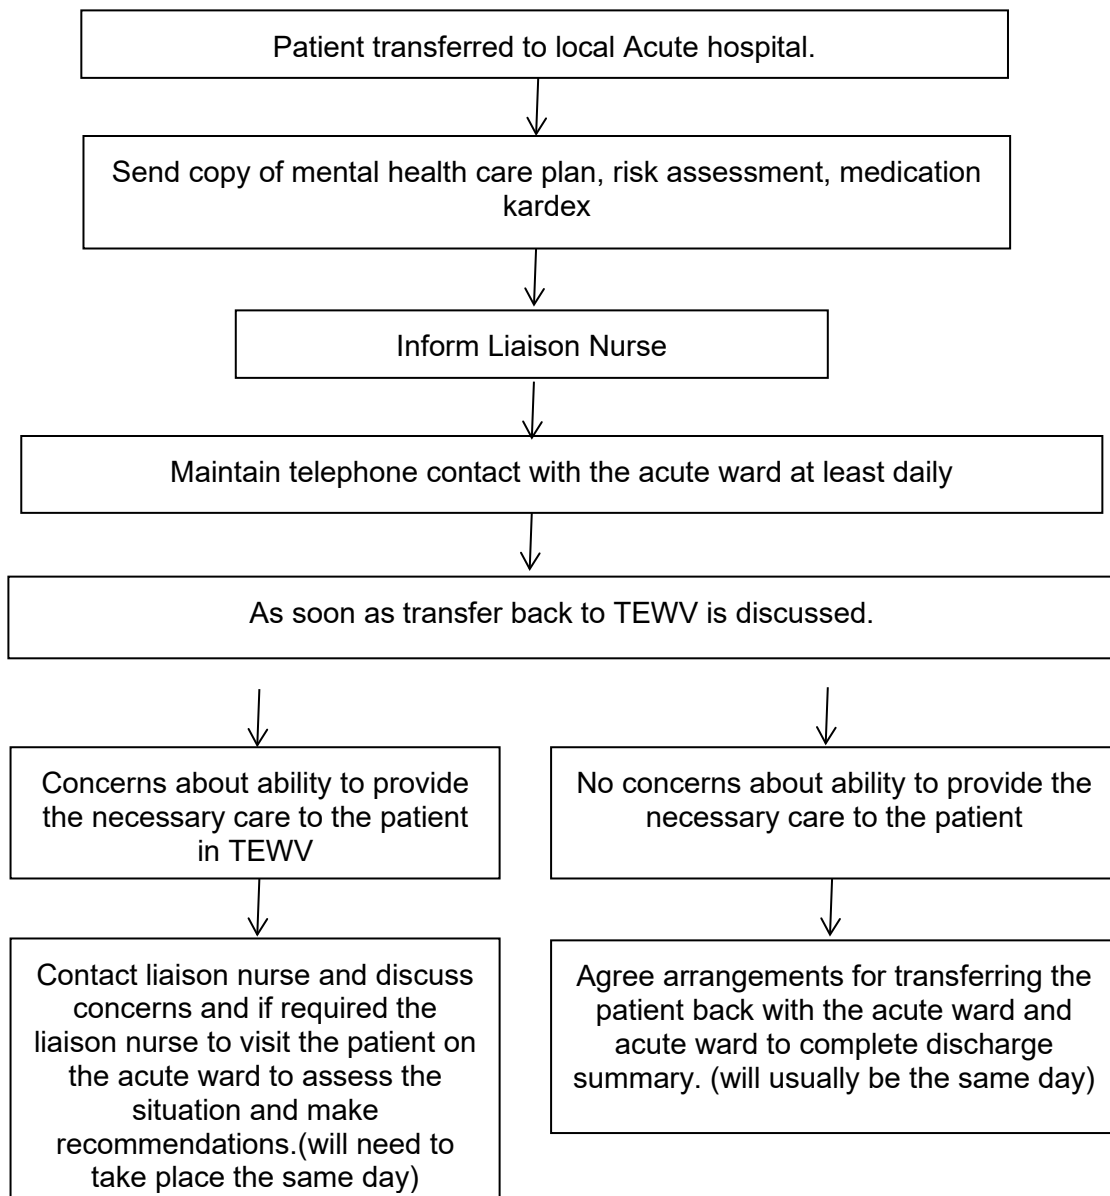 Patient transferred to local Acute hospital.
Send copy of mental health care plan, risk assessment, medication
kardex
Inform Liaison Nurse
Maintain telephone contact with the acute ward at least daily
As soon as transfer back to TEWV is discussed.
Concerns about ability to provide
the necessary care to the patient
in TEWV
No concerns about ability to provide the
necessary care to the patient
Contact liaison nurse and discuss
concerns and if required the
liaison nurse to visit the patient on
the acute ward to assess the
situation and make
recommendations.(will need to
take place the same day)
Agree arrangements for transferring the
patient back with the acute ward and
acute ward to complete discharge
summary. (will usually be the same day)